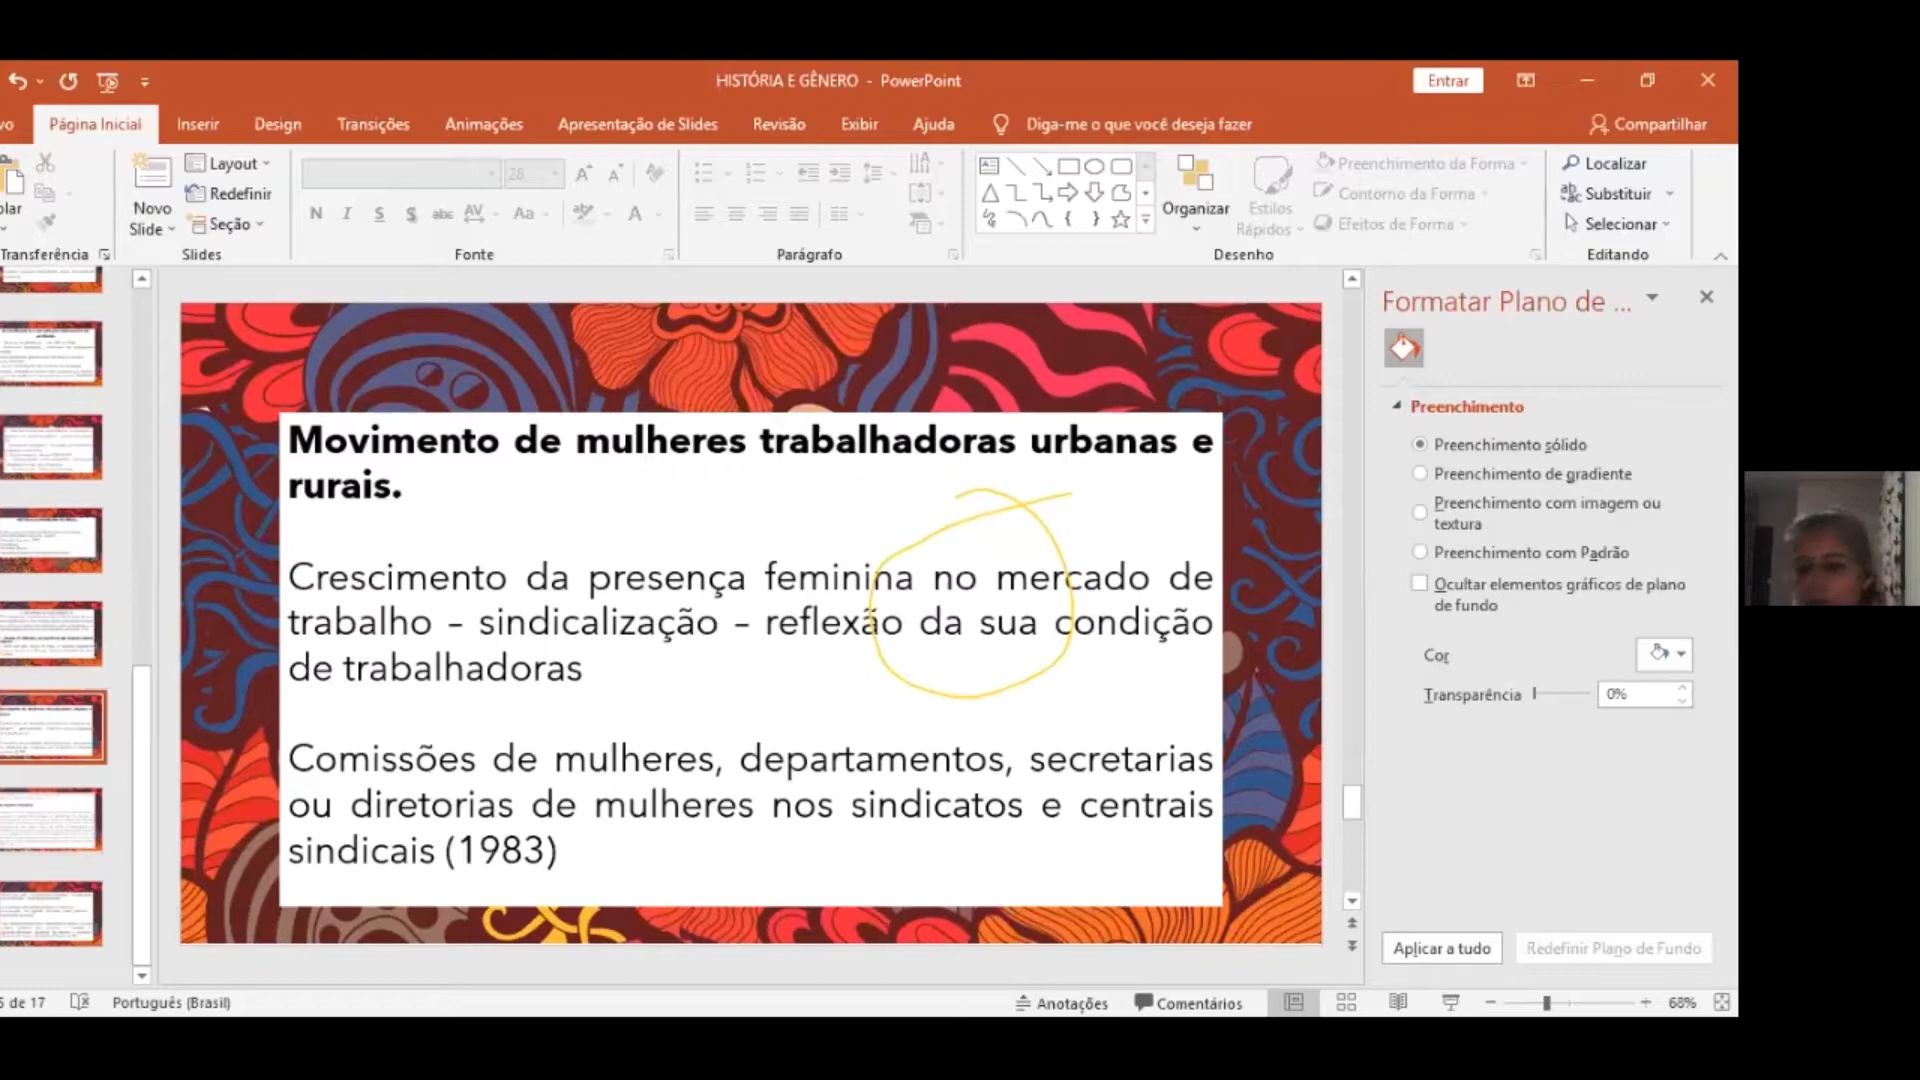 HISTÓRIA E GÊNERO - PowerPoint
Entrar
Página Inicial
Inserir
Design
Transições
Animações
Apresentação de Slides
Revisão
Exibir
Ajuda
Diga-me o que você deseja fazer
Compartilhar
Novo
Slide
Layout
Redefinir
Seção
28
N I S S abc AV Aa A
Organizar
Estilos
Rápidos
Preenchimento da Forma
Contorno da Forma
Efeitos de Forma
Localizar
Substituir
Selecionar
Transferência
Slides
Fonte
Parágrafo
Desenho
Editando
Movimento de mulheres trabalhadoras urbanas e
rurais.
Crescimento da presença feminina no mercado de
trabalho – sindicalização – reflexão da sua condição
de trabalhadoras
Comissões de mulheres, departamentos, secretarias
ou diretorias de mulheres nos sindicatos e centrais
sindicais (1983)
Formatar Plano de ...
Preenchimento
Preenchimento sólido
Preenchimento de gradiente
Preenchimento com imagem ou
textura
Preenchimento com Padrão
Ocultar elementos gráficos de plano
de fundo
Cor
Transparência
0%
Aplicar a tudo
Redefinir Plano de Fundo
de 17
Português (Brasil)
Anotações
Comentários
68%